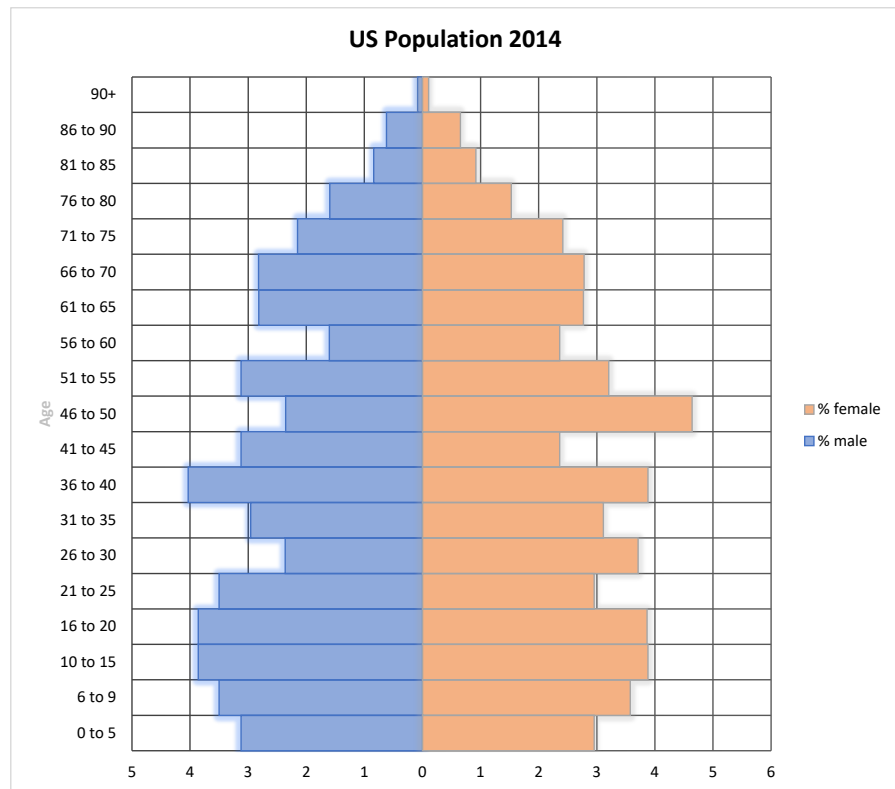 US Population 2014
90+
86 to 90
81 to 85
76 to 80
71 to 75
66 to 70
61 to 65
56 to 60
51 to 55
46 to 50
41 to 45
36 to 40
31 to 35
26 to 30
21 to 25
16 to 20
10 to 15
6 to 9
0 to 5
Age
5 4 3 2 1 0 1 2 3 4 5 6
% female
% male